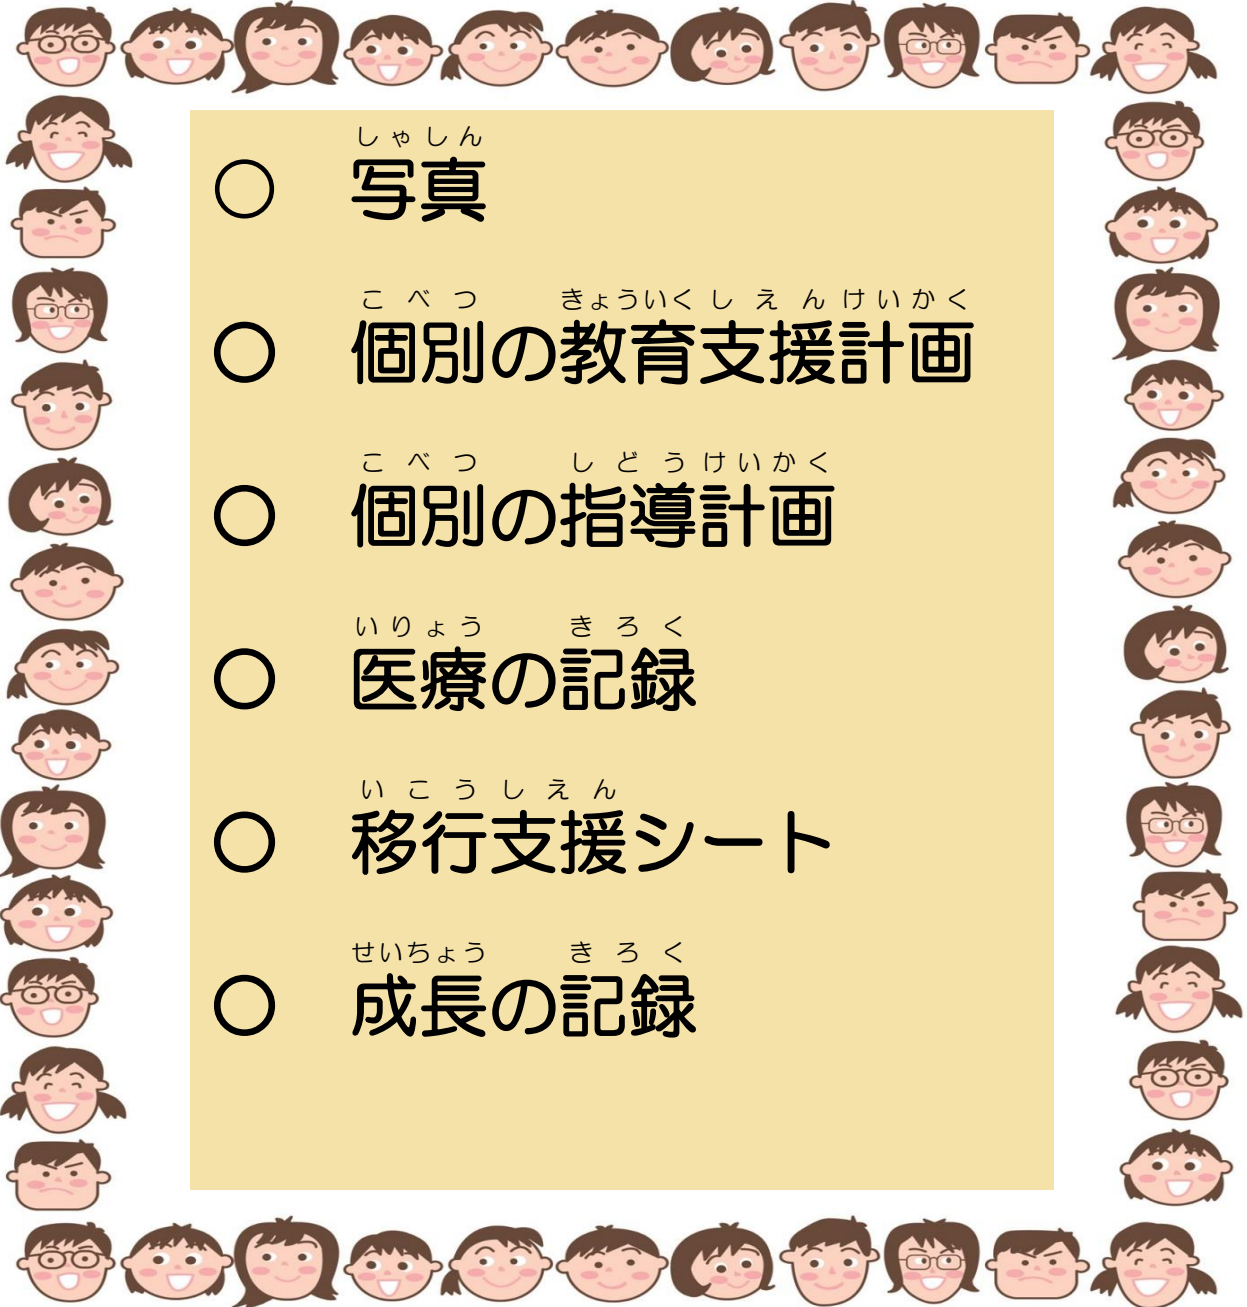 しゃしん
○　写真
こべつ　きょういくしえんけいかく
○　個別の教育支援計画
こべつ　しどうけいかく
○　個別の指導計画
いりょう　きろく
○　医療の記録
いこうしえん
○　移行支援シート
せいちょう　きろく
○　成長の記録